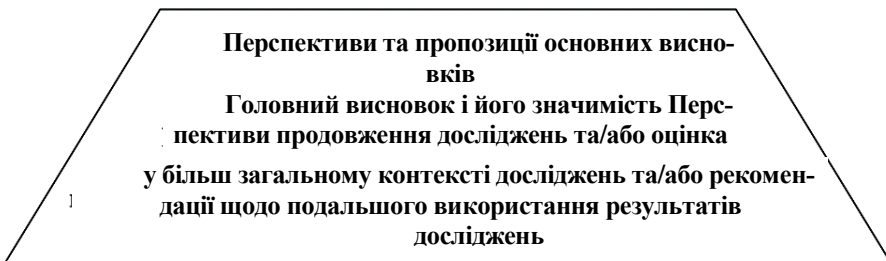 Перспективи та пропозиції основних висно-
вків
Головний висновок і його значимість Перс-
пективи продовження досліджень та/або оцінка
у більш загальному контексті досліджень та/або рекомен-
дації щодо подальшого використання результатів
досліджень